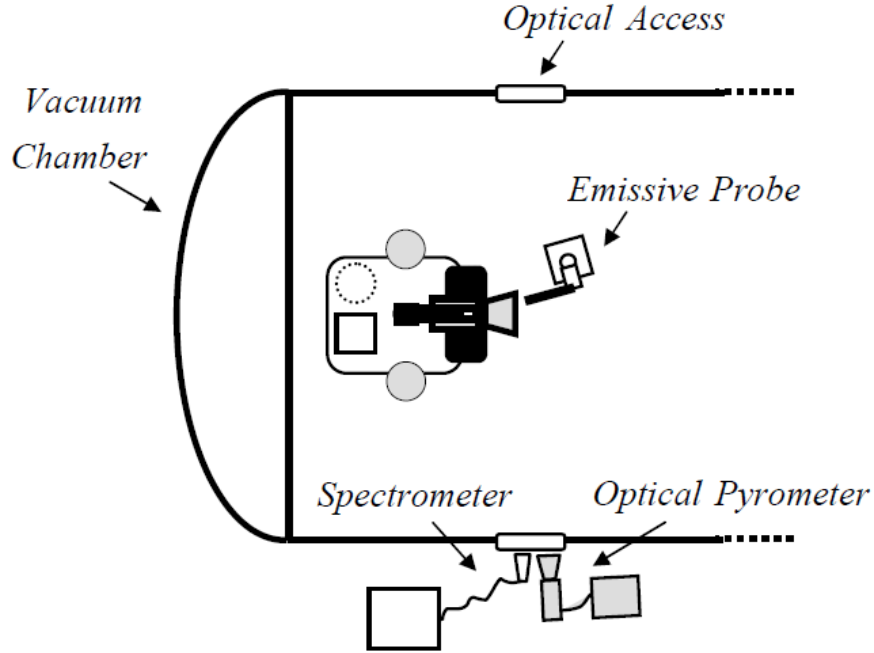 Optical Access
Vacuum
Chamber
Emissive Probe
Spectrometer
Optical Pyrometer